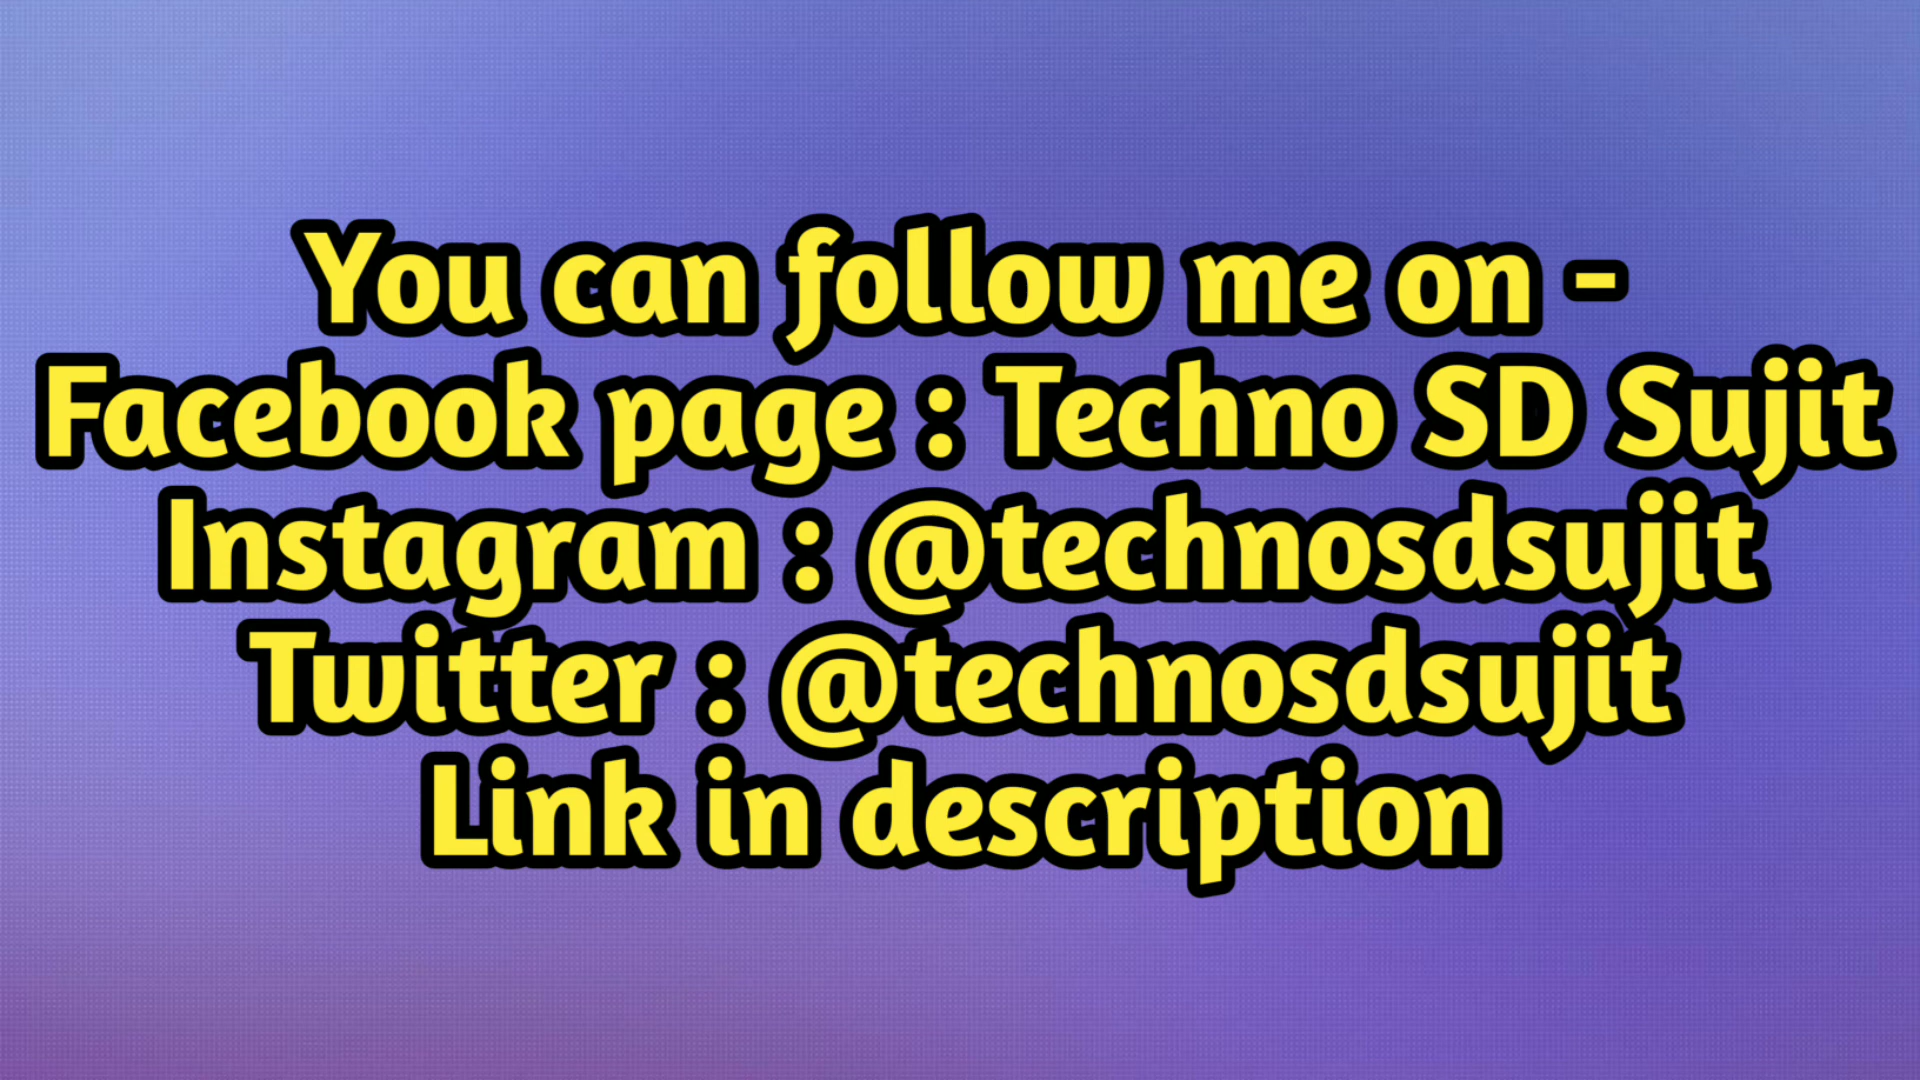 You can follow me on -
Facebook page : Techno SD Sujit
Instagram : @technosdsujit
Twitter : @technosdsujit
Link in description